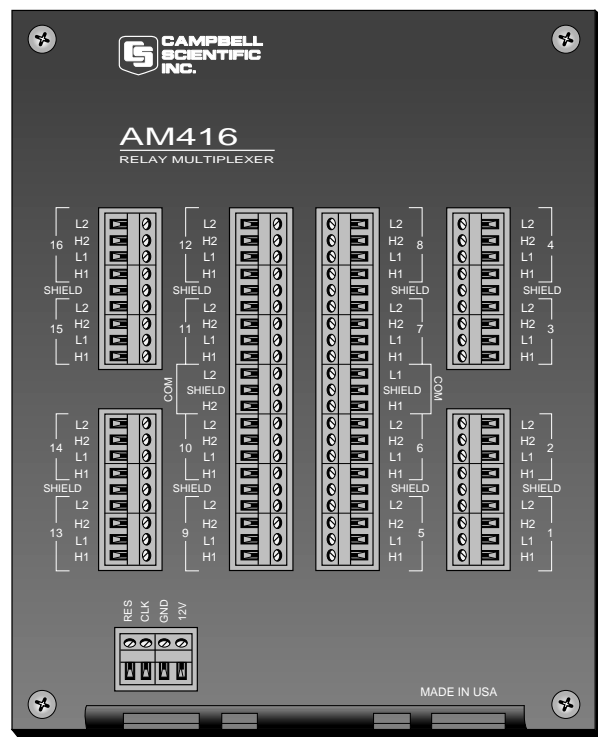 CAMPBELL
SCIENTIFIC
INC.
AM416
RELAY MULTIPLEXER
16
L2
H2
L1
H1
SHIELD
15
L2
H2
L1
H1
12
L2
H2
L1
H1
SHIELD
11
L2
H2
L1
H1
COM
L2
SHIELD
H2
L2
H2
L1
H1
8
SHIELD
L2
H2
L1
H1
7
L1
SHIELD
H1
COM
L2
H2
L1
H1
4
SHIELD
L2
H2
L1
H1
3
14
L2
H2
L1
H1
SHIELD
13
L2
H2
L1
H1
10
L2
H2
L1
H1
SHIELD
9
L2
H2
L1
H1
L2
H2
L1
H1
6
SHIELD
L2
H2
L1
H1
5
L2
H2
L1
H1
2
SHIELD
L2
H2
L1
H1
1
RES
CLK
GND
12V
MADE IN USA